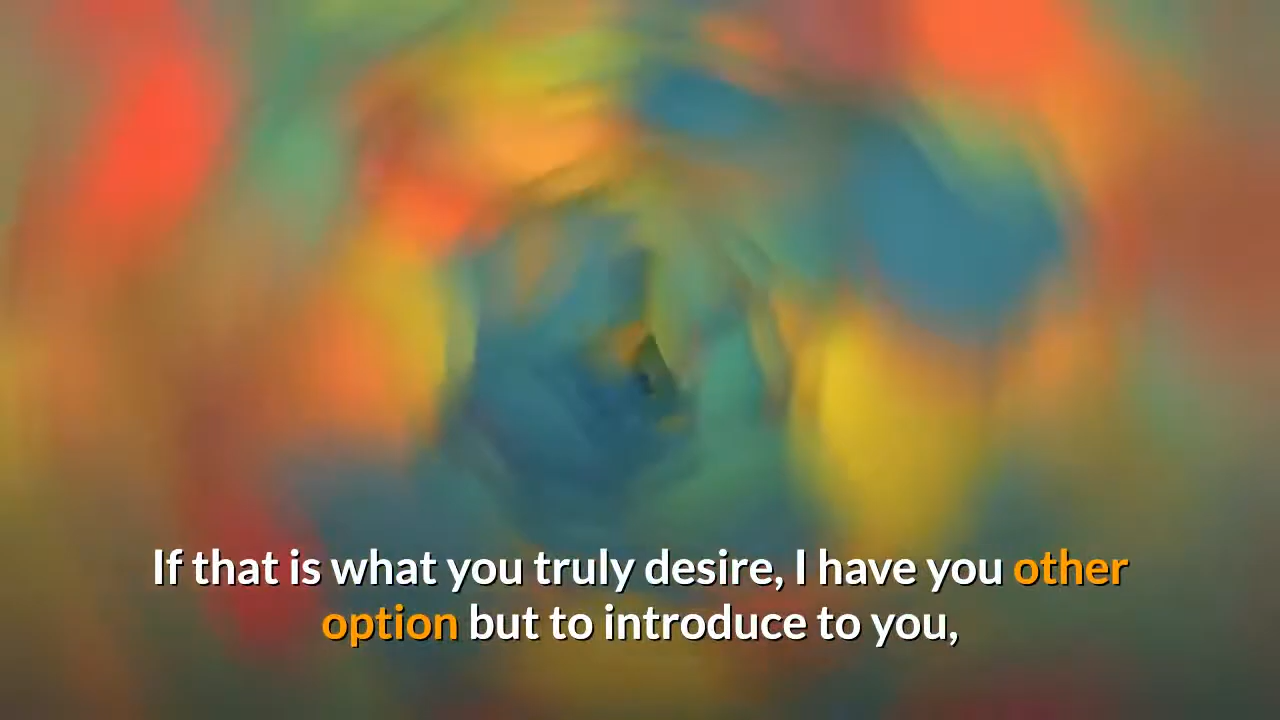 If that is what you truly desire, I have you other
option but to introduce to you,